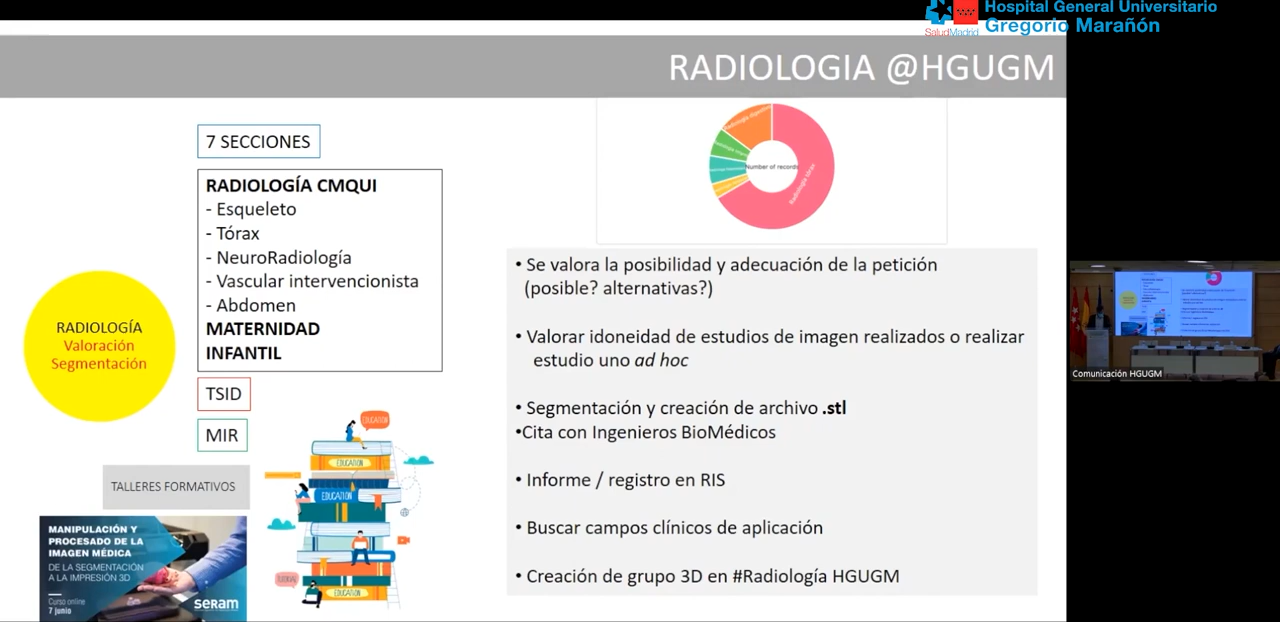 Hospital General Universitario
Gregorio Marañón
SaludMadrid
RADIOLOGIA @HGUGM
7 SECCIONES
RADIOLOGÍA CMQUI
- Esqueleto
- Tórax
- NeuroRadiología
- Vascular intervencionista
- Abdomen
MATERNIDAD
INFANTIL
RADIOLOGÍA
Valoración
Segmentación
TSID
MIR
TALLERES FORMATIVOS
MANIPULACIÓN Y
PROCESADO DE LA
IMAGEN MÉDICA
DE LA SEGMENTACIÓN
A LA IMPRESIÓN 3D
Curso online
7 junio
seram
EDUCATION
EDUCATION
EDUCATION
TUTORIAL
EDUCATION
Radiología digestivo
Number of records
Radiología tórax
• Se valora la posibilidad y adecuación de la petición
(posible? alternativas?)
• Valorar idoneidad de estudios de imagen realizados o realizar
estudio uno ad hoc
• Segmentación y creación de archivo .stl
•Cita con Ingenieros BioMédicos
• Informe / registro en RIS
• Buscar campos clínicos de aplicación
• Creación de grupo 3D en #Radiología HGUGM
Comunicación HGUGM